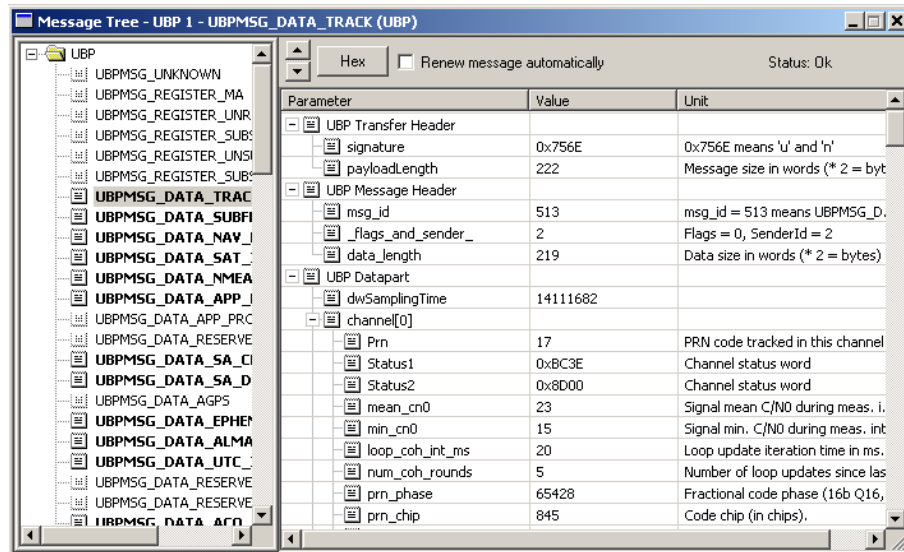 Message Tree - UBP 1 - UBPMSG_DATA_TRACK (UBP)
UBP
UBPMSG_UNKNOWN
UBPMSG_REGISTER_MA
UBPMSG_REGISTER_UNR
UBPMSG_REGISTER_SUBS
UBPMSG_REGISTER_UNSU
UBPMSG_REGISTER_SUBS
UBPMSG_DATA_TRAC
UBPMSG_DATA_SUBFI
UBPMSG_DATA_NAV_
UBPMSG_DATA_SAT_
UBPMSG_DATA_NMEA
UBPMSG_DATA_APP_
UBPMSG_DATA_APP_PRO
UBPMSG_DATA_RESERVE
UBPMSG_DATA_SA_C
UBPMSG_DATA_SA_D
UBPMSG_DATA_AGPS
UBPMSG_DATA_EPHEM
UBPMSG_DATA_ALMA
UBPMSG_DATA_UTC_
UBPMSG_DATA_RESERVE
UBPMSG_DATA_RESERVE
UBPMSG_DATA_ACQ
Hex Renew message automatically Status: Ok
Parameter Value Unit
UBP Transfer Header
signature 0x756E 0x756E means 'u' and 'n'
payloadLength 222 Message size in words (* 2 = byt
UBP Message Header
msg_id 513 msg_id = 513 means UBPMSG_D.
_flags_and_sender_ 2 Flags = 0, SenderId = 2
data_length 219 Data size in words (* 2 = bytes)
UBP Datapart
dwSamplingTime 14111682
channel[0]
Prn 17 PRN code tracked in this channel
Status1 0xBC3E Channel status word
Status2 0x8D00 Channel status word
mean_cn0 23 Signal mean C/N0 during meas. i.
min_cn0 15 Signal min. C/N0 during meas. int
loop_coh_int_ms 20 Loop update iteration time in ms.
num_coh_rounds 5 Number of loop updates since las
prn_phase 65428 Fractional code phase (16b Q16,
prn_chip 845 Code chip (in chips).